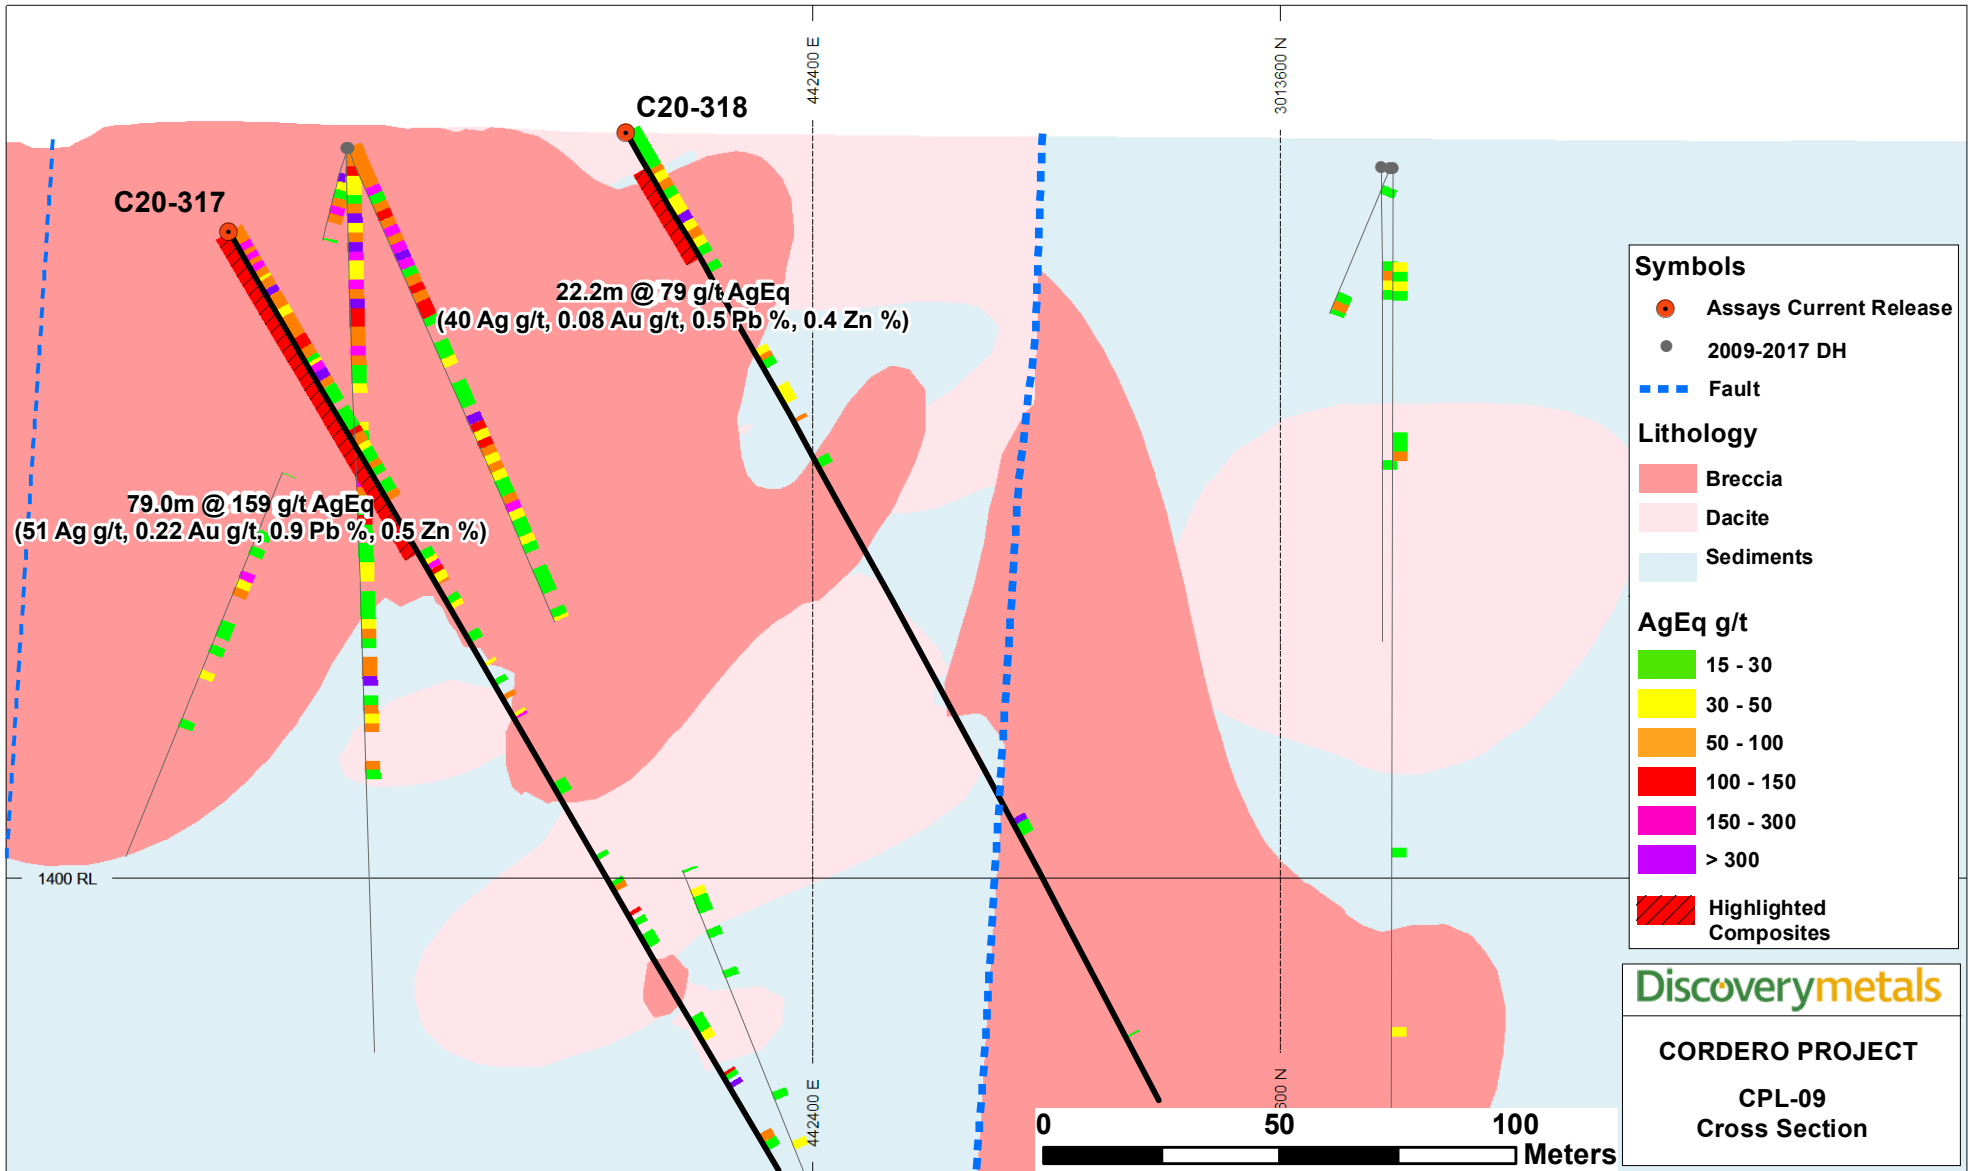 442400 E
3013600 N
C20-318
C20-317
22.2m @ 79 g/t AgEq
(40 Ag g/t, 0.08 Au g/t, 0.5 Pb %, 0.4 Zn %)
79.0m @ 159 g/t AgEq
(51 Ag g/t, 0.22 Au g/t, 0.9 Pb %, 0.5 Zn %)
1400 RL
442400 E
600 N
0 50 100
Meters
Symbols
Assays Current Release
2009-2017 DH
Fault
Lithology
Breccia
Dacite
Sediments
AgEq g/t
15 - 30
30 - 50
50 - 100
100 - 150
150 - 300
> 300
Highlighted
Composites
Discoverymetals
CORDERO PROJECT
CPL-09
Cross Section